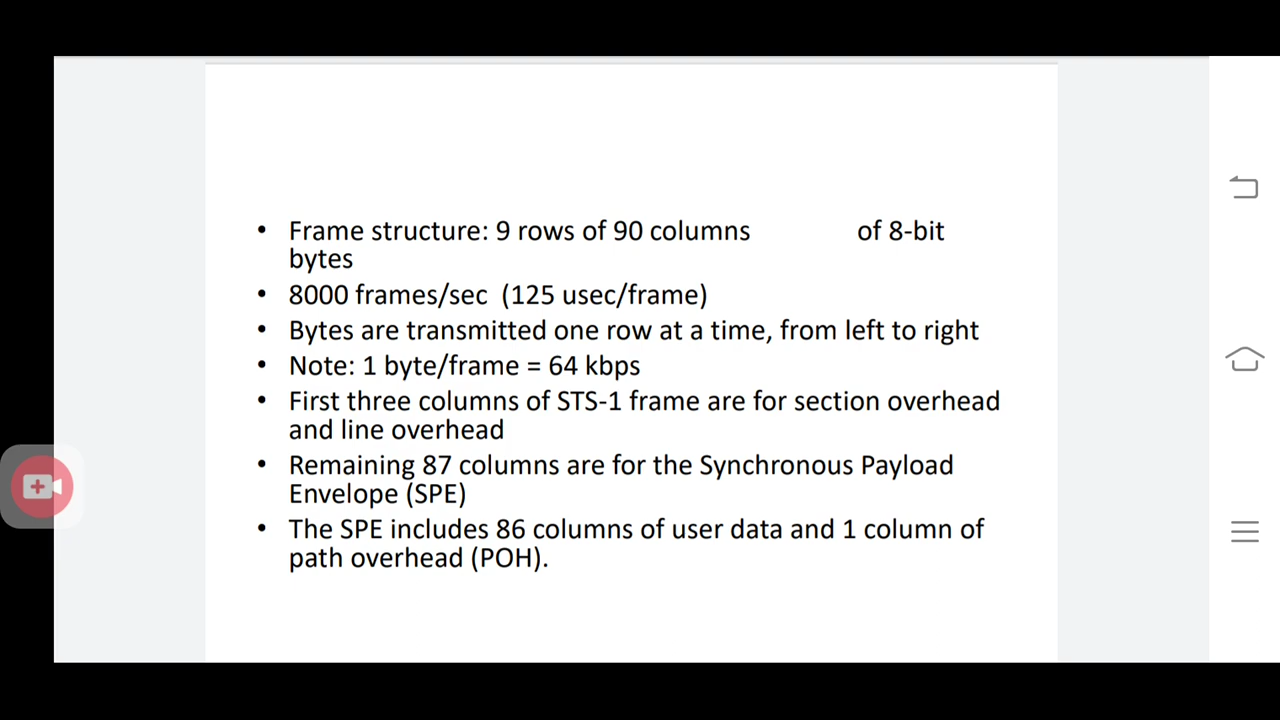 • Frame structure: 9 rows of 90 columns of 8-bit
bytes
• 8000 frames/sec (125 usec/frame)
• Bytes are transmitted one row at a time, from left to right
• Note: 1 byte/frame = 64 kbps
• First three columns of STS-1 frame are for section overhead
and line overhead
• Remaining 87 columns are for the Synchronous Payload
Envelope (SPE)
• The SPE includes 86 columns of user data and 1 column of
path overhead (POH).